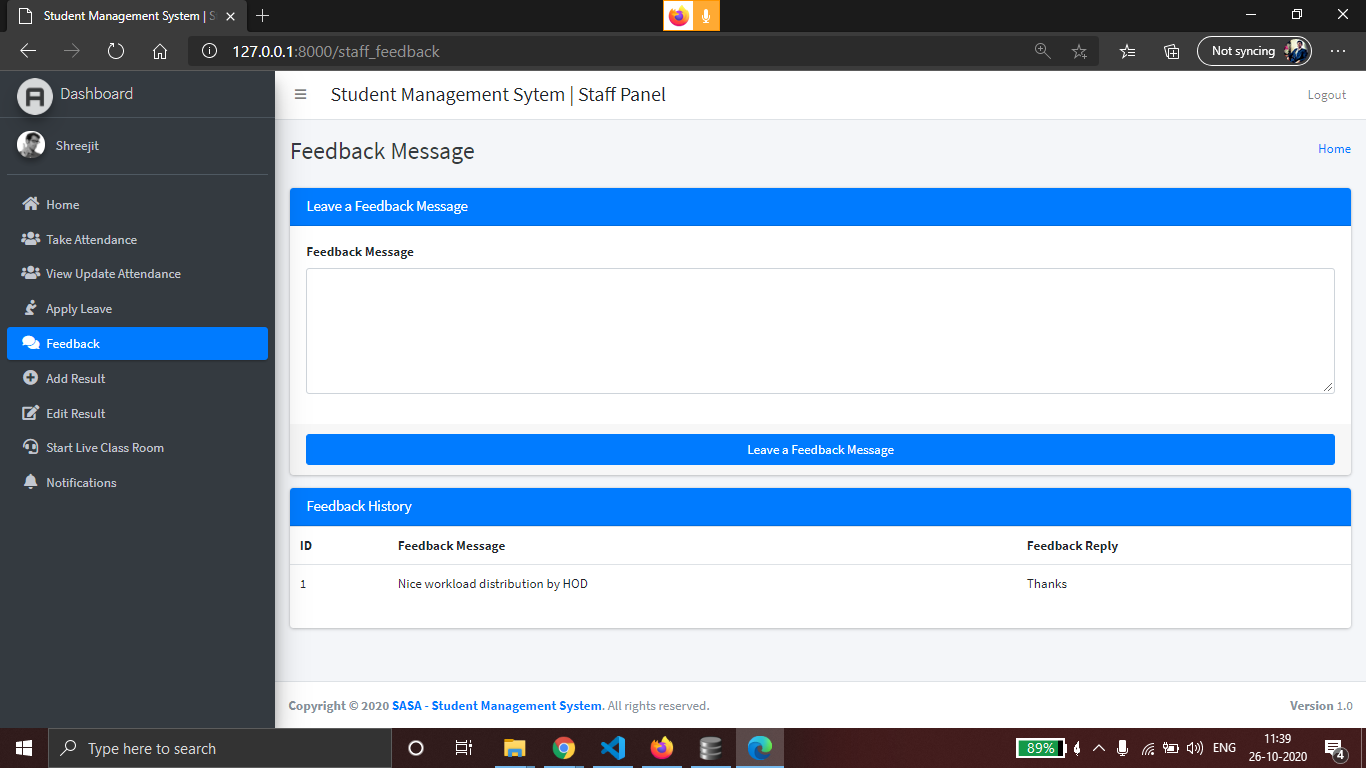 Student Management System | S
127.0.0.1:8000/staff_feedback
Not syncing
Dashboard
Student Management Sytem | Staff Panel
Logout
Shreejit
Feedback Message
Home
Home
Take Attendance
View Update Attendance
Apply Leave
Feedback
Add Result
Edit Result
Start Live Class Room
Notifications
Leave a Feedback Message
Feedback Message
Leave a Feedback Message
Feedback History
ID Feedback Message Feedback Reply
1 Nice workload distribution by HOD Thanks
Copyright © 2020 SASA - Student Management System. All rights reserved.
Version 1.0
Type here to search
89%
ENG
11:39
26-10-2020
4